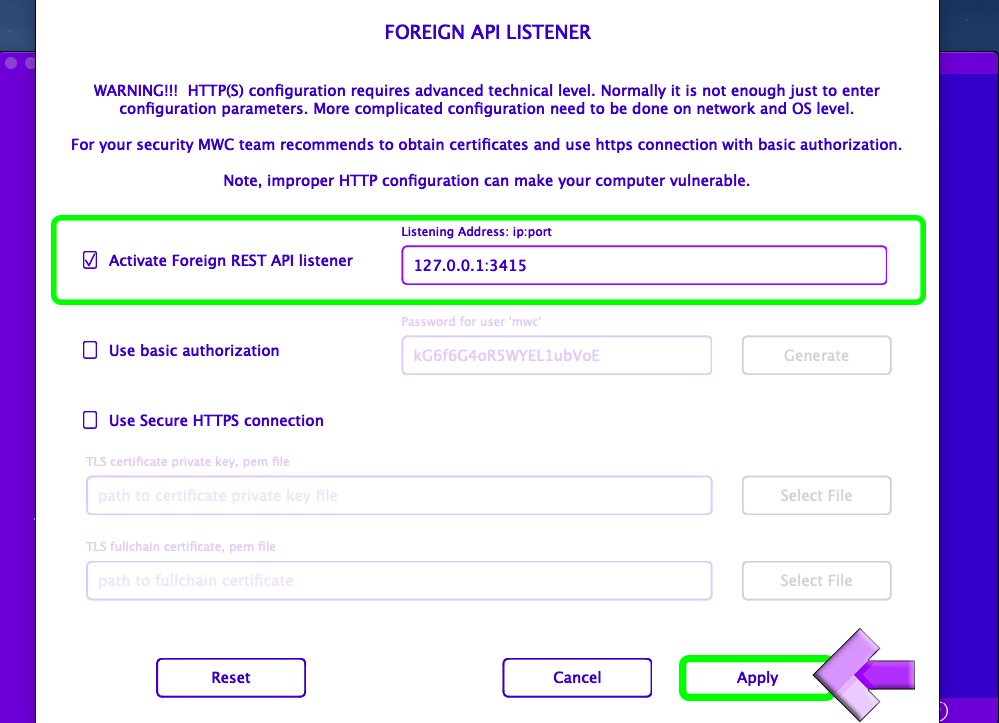 FOREIGN API LISTENER
WARNING!!!  HTTP(S) configuration requires advanced technical level. Normally it is not enough just to enter
configuration parameters. More complicated configuration need to be done on network and OS level.
For your security MWC team recommends to obtain certificates and use https connection with basic authorization.
Note, improper HTTP configuration can make your computer vulnerable.
Listening Address: ip:port
Activate Foreign REST API listener
127.0.0.1:3415
Password for user 'mwc'
Use basic authorization
kG6f6G4oR5WYEL1ubVoE
Generate
Use Secure HTTPS connection
TLS certificate private key, pem file
path to certificate private key file
Select File
TLS fullchain certificate, pem file
path to fullchain certificate
Select File
Reset
Cancel
Apply